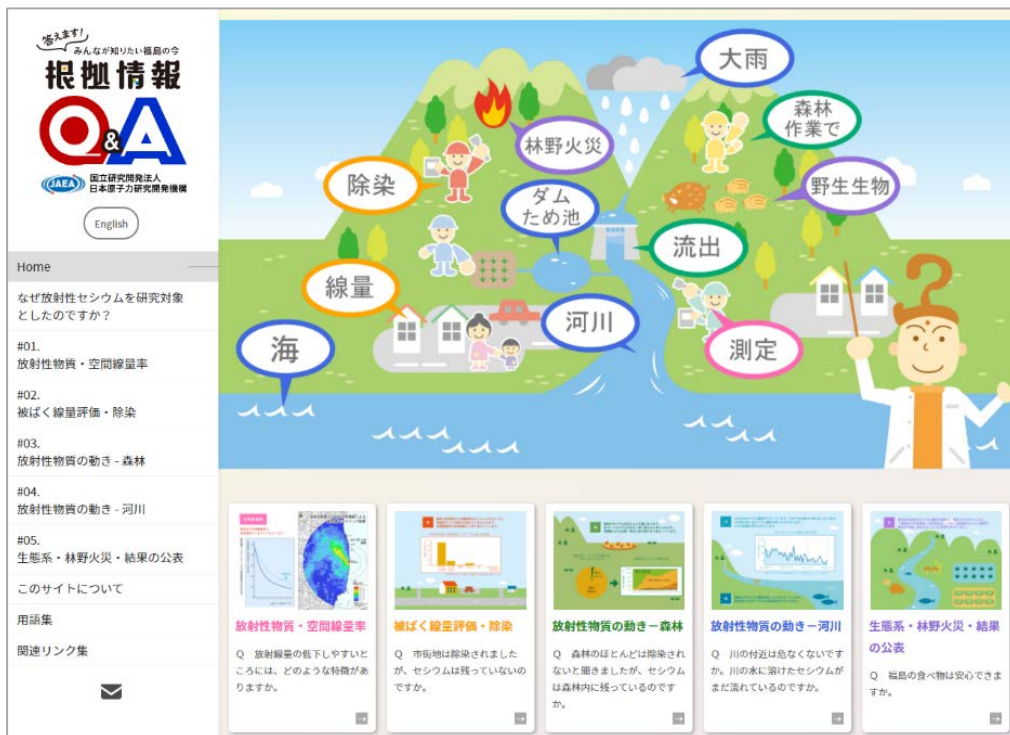 答えます!
みんなが知りたい福島の今
根拠情報
Q&A
JAEA
国立研究開発法人
日本原子力研究開発機構
English
Home
なぜ放射性セシウムを研究対象
としたのですか？
#01.
放射性物質・空間線量率
#02.
被ばく線量評価・除染
#03.
放射性物質の動き - 森林
#04.
放射性物質の動き - 河川
#05.
生態系・林野火災・結果の公表
このサイトについて
用語集
関連リンク集
大雨
森林
作業で
林野火災
除染
野生生物
ダム
ため池
流出
線量
河川
海
測定
放射性物質・空間線量率
Q 放射線量の低下しやすいと
ころには、どのような特徴があ
りますか。
被ばく線量評価・除染
Q 市街地は除染されました
が、セシウムは残っていないの
ですか。
放射性物質の動き－森林
Q 森林のほとんどは除染され
ないと聞きましたが、セシウム
は森林内に残っているのです
か。
放射性物質の動き－河川
Q 川の付近は危なくないです
か。川の水に溶けたセシウムが
まだ流れているのですか。
生態系・林野火災・結果
の公表
Q 福島の食べ物は安心できま
すか。